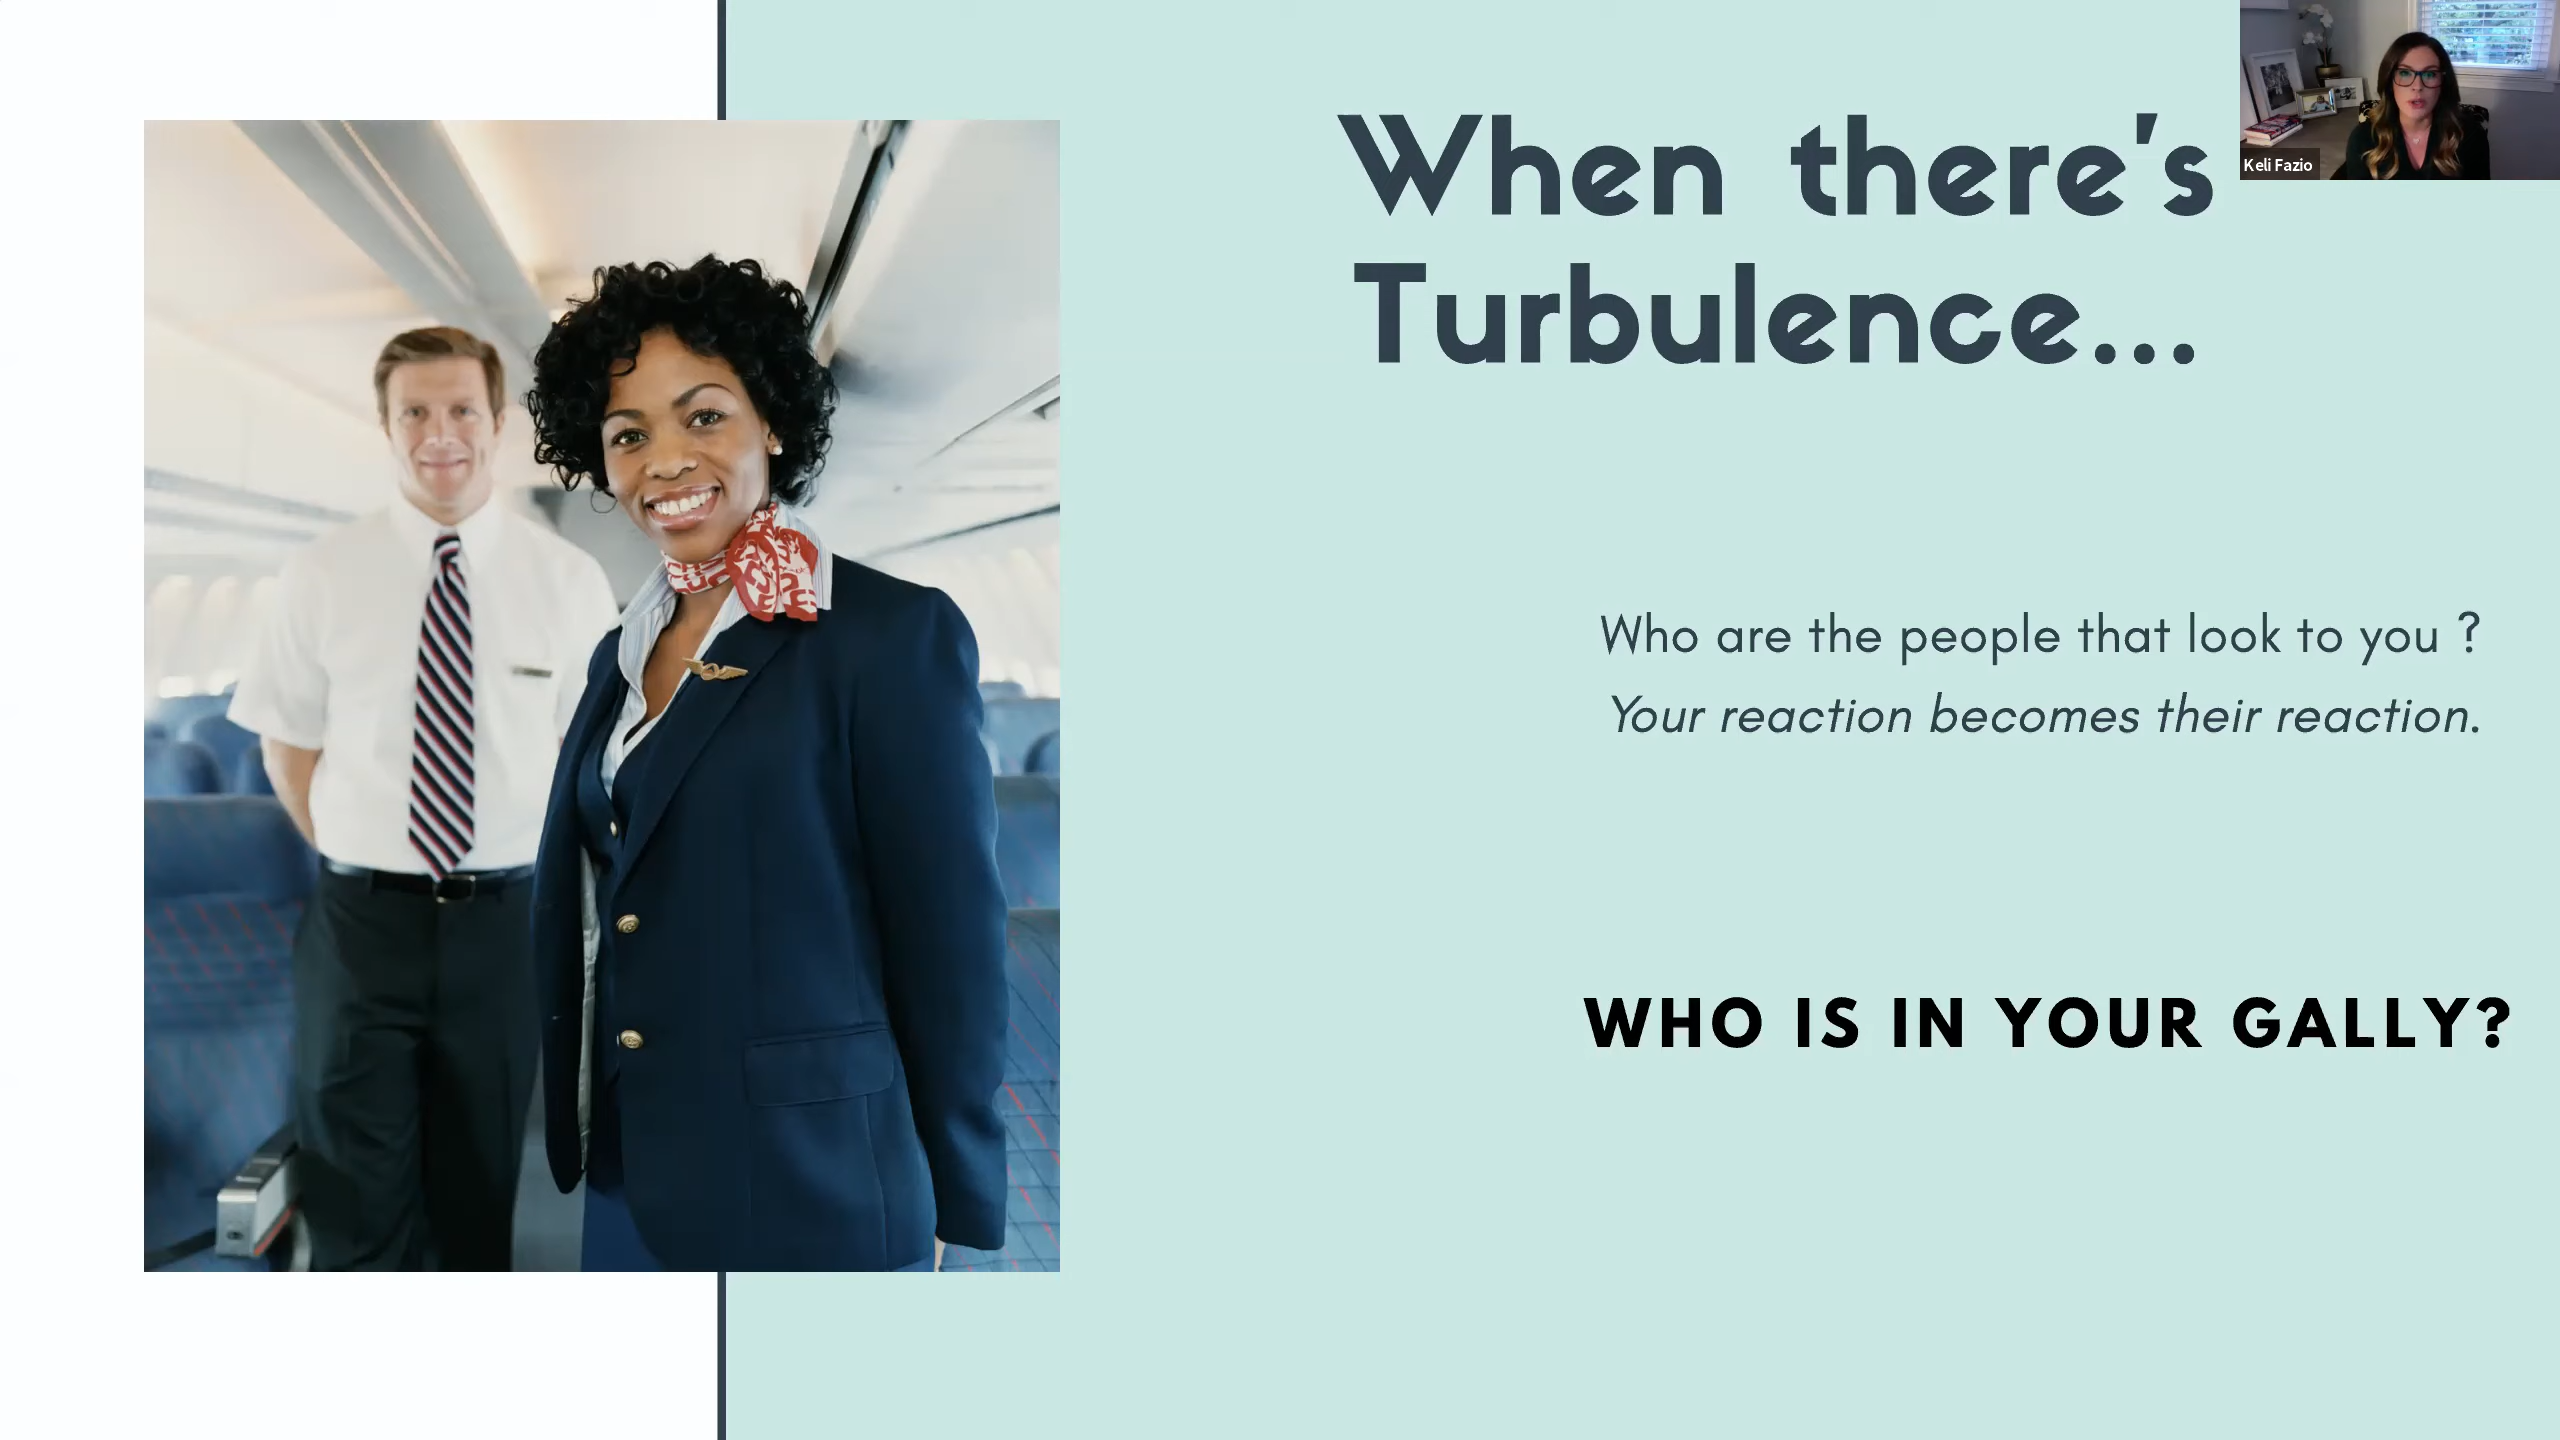 When there's
Turbulence...
Keli Fazio
Who are the people that look to you ?
Your reaction becomes their reaction.
WHO IS IN YOUR GALLY?